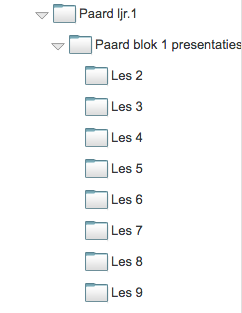 Paard ljr.1
Paard blok 1 presentaties
Les 2
Les 3
Les 4
Les 5
Les 6
Les 7
Les 8
Les 9